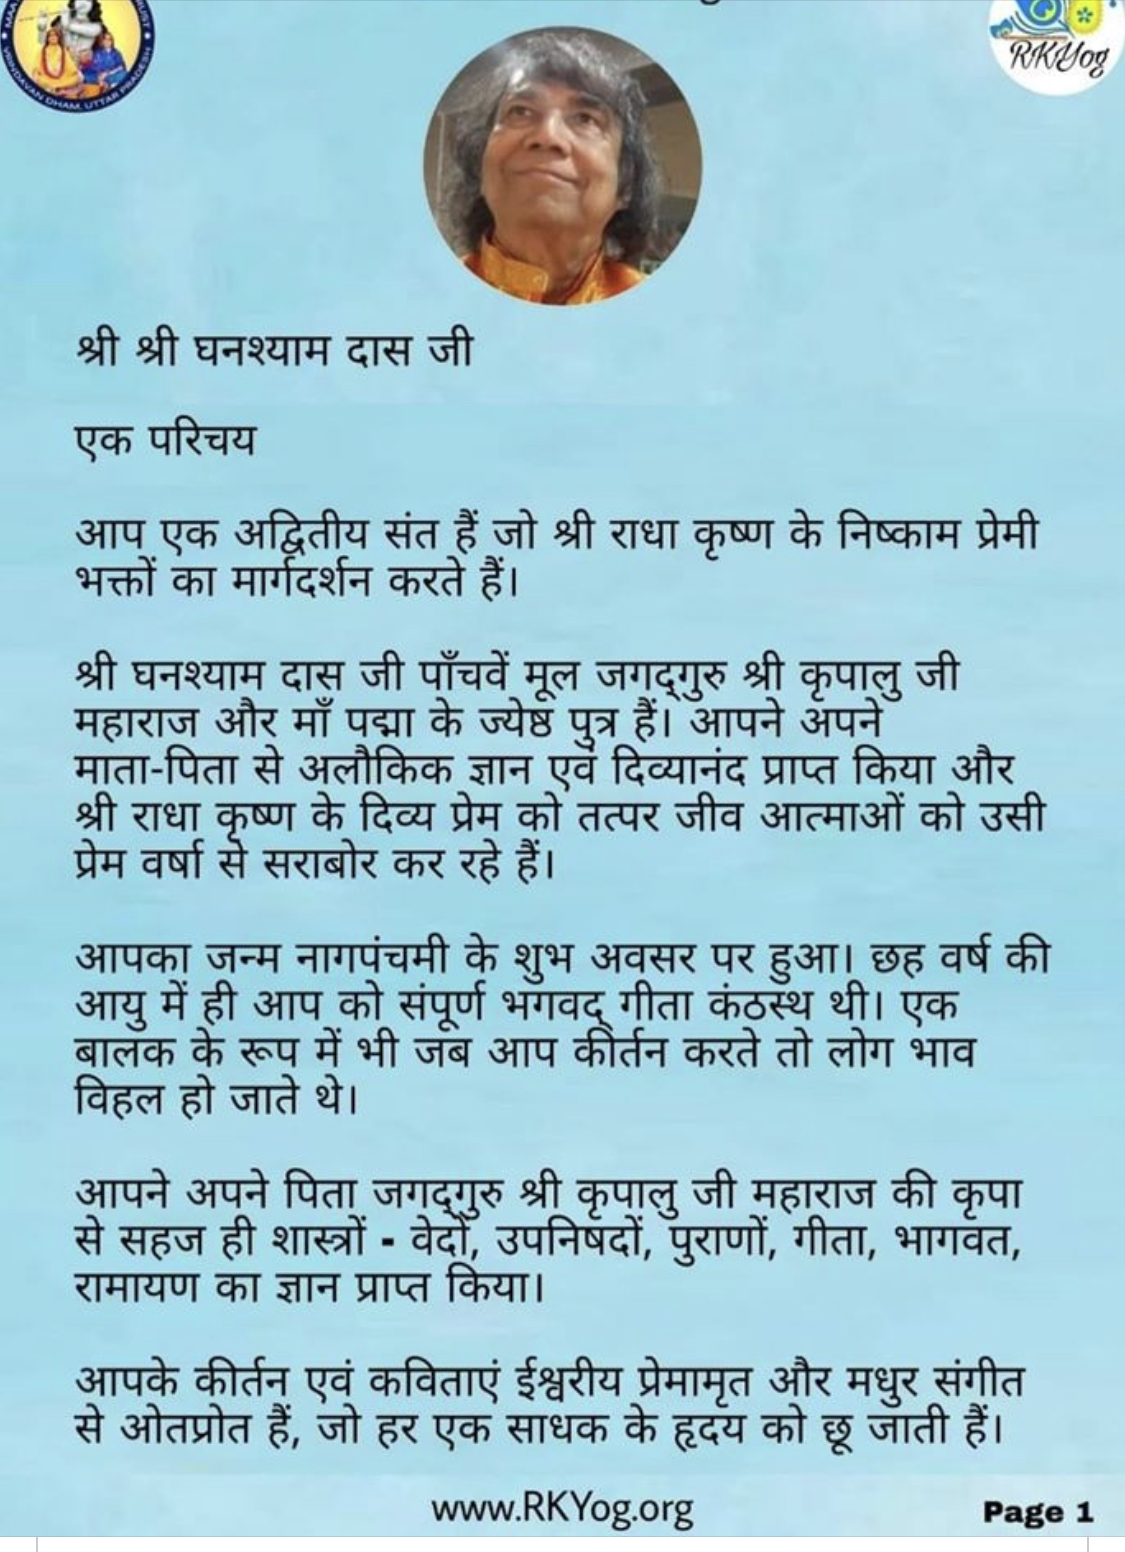 VRINDAVAN DHAM, UTTAR PRADESH
RKYog
श्री श्री घनश्याम दास जी
एक परिचय
आप एक अद्वितीय संत हैं जो श्री राधा कृष्ण के निष्काम प्रेमी
भक्तों का मार्गदर्शन करते हैं।
श्री घनश्याम दास जी पाँचवें मूल जगद्गुरु श्री कृपालु जी
महाराज और माँ पद्मा के ज्येष्ठ पुत्र हैं। आपने अपने
माता-पिता से अलौकिक ज्ञान एवं दिव्यानंद प्राप्त किया और
श्री राधा कृष्ण के दिव्य प्रेम को तत्पर जीव आत्माओं को उसी
प्रेम वर्षा से सराबोर कर रहे हैं।
आपका जन्म नागपंचमी के शुभ अवसर पर हुआ। छह वर्ष की
आयु में ही आप को संपूर्ण भगवद् गीता कंठस्थ थी। एक
बालक के रूप में भी जब आप कीर्तन करते तो लोग भाव
विहल हो जाते थे।
आपने अपने पिता जगद्गुरु श्री कृपालु जी महाराज की कृपा
से सहज ही शास्त्रों - वेदों, उपनिषदों, पुराणों, गीता, भागवत,
रामायण का ज्ञान प्राप्त किया।
आपके कीर्तन एवं कविताएं ईश्वरीय प्रेमामृत और मधुर संगीत
से ओतप्रोत हैं, जो हर एक साधक के हृदय को छू जाती हैं।
www.RKYog.org
Page 1